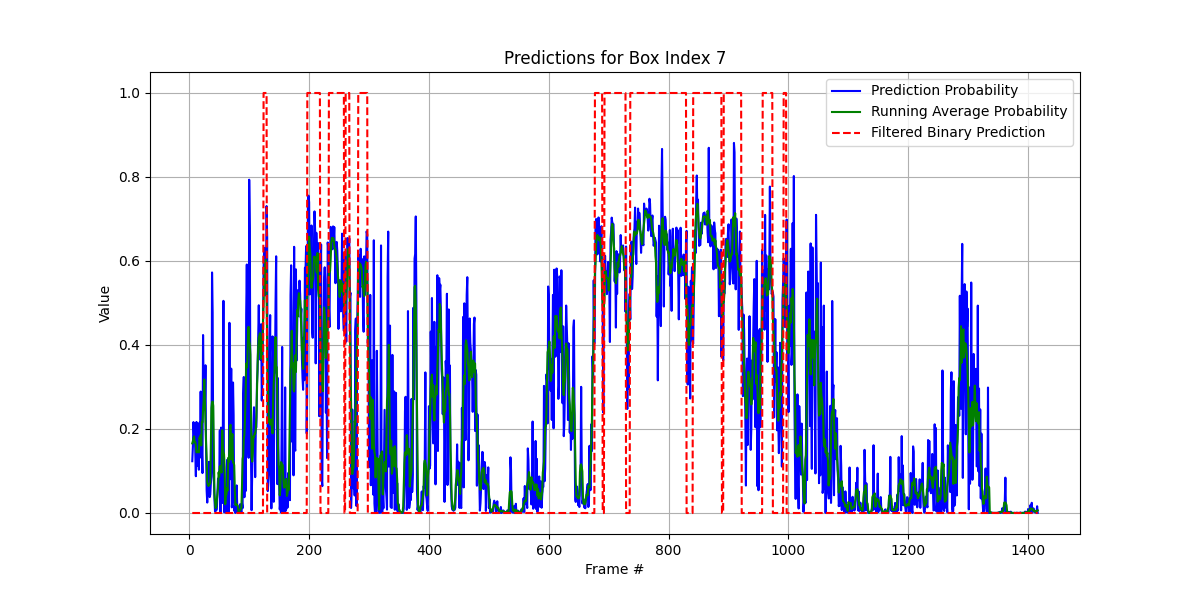 Predictions for Box Index 7
Prediction Probability
Running Average Probability
Filtered Binary Prediction
Value
1.0
0.8
0.6
0.4
0.2
0.0
0 200 400 600 800 1000 1200 1400
Frame #